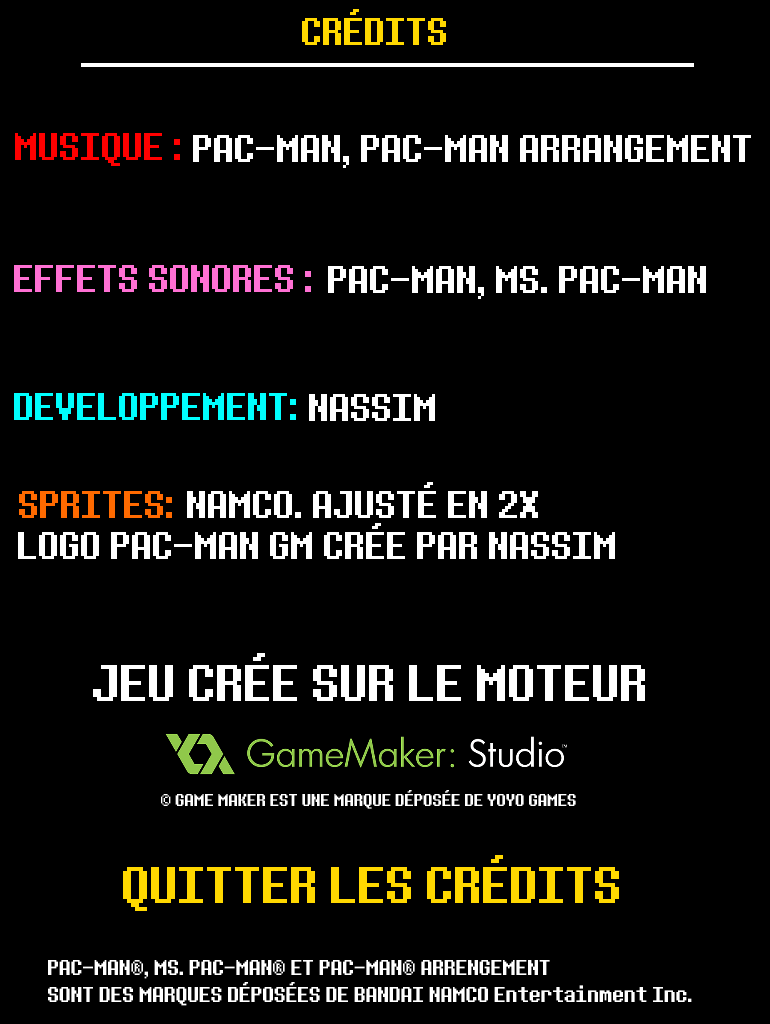 CRÉDITS
MUSIQUE : PAC-MAN, PAC-MAN ARRANGEMENT
EFFETS SONORES : PAC-MAN, MS. PAC-MAN
DEVELOPPEMENT: NASSIM
SPRITES: NAMCO. AJUSTÉ EN 2X
LOGO PAC-MAN GM CRÉE PAR NASSIM
JEU CRÉE SUR LE MOTEUR
GameMaker: Studio™
© GAME MAKER EST UNE MARQUE DÉPOSÉE DE YOYO GAMES
QUITTER LES CRÉDITS
PAC-MAN®, MS. PAC-MAN® ET PAC-MAN® ARRENGEMENT
SONT DES MARQUES DÉPOSÉES DE BANDAI NAMCO Entertainment Inc.